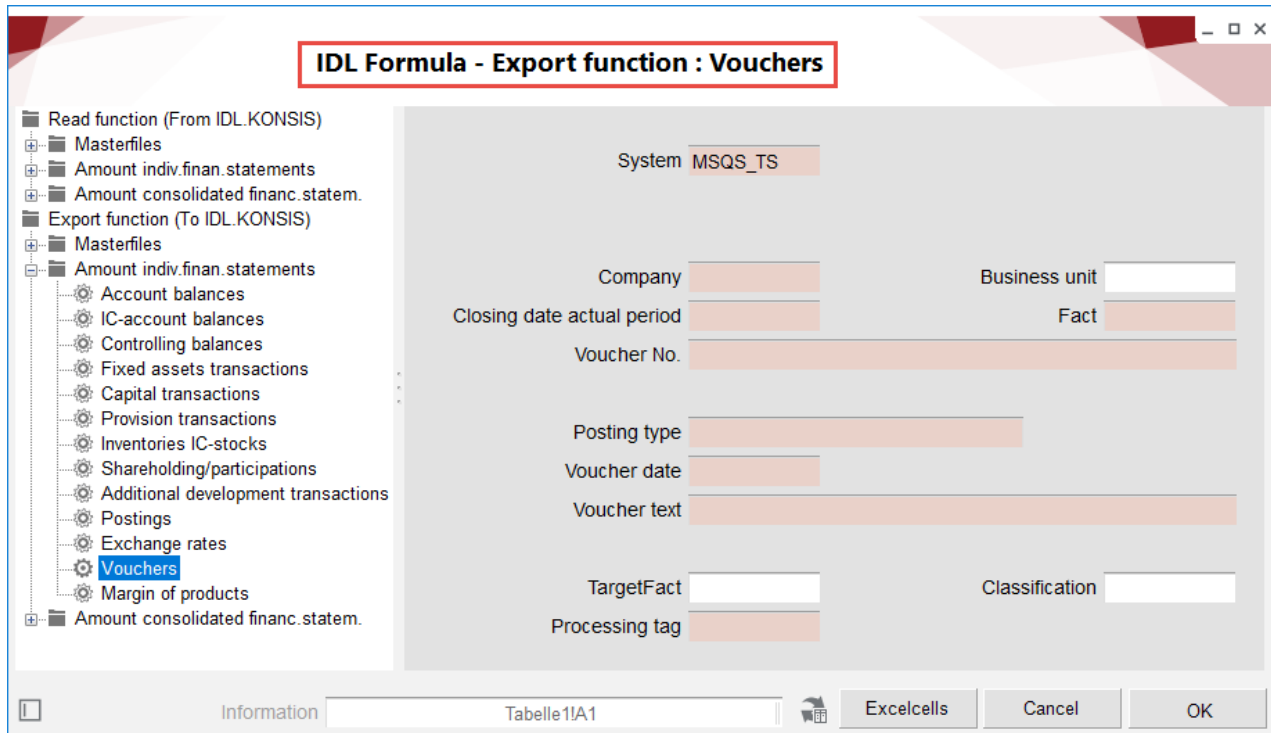 IDL Formula - Export function : Vouchers
Read function (From IDL.KONSIS)
Masterfiles
Amount indiv.finan.statements
Amount consolidated financ.statem.
Export function (To IDL.KONSIS)
Masterfiles
Amount indiv.finan.statements
Account balances
IC-account balances
Controlling balances
Fixed assets transactions
Capital transactions
Provision transactions
Inventories IC-stocks
Shareholding/participations
Additional development transactions
Postings
Exchange rates
Vouchers
Margin of products
Amount consolidated financ.statem.
System MSQS_TS
Company Business unit
Closing date actual period Fact
Voucher No.
Posting type
Voucher date
Voucher text
TargetFact Classification
Processing tag
Information Tabelle1!A1 Excelcells Cancel OK